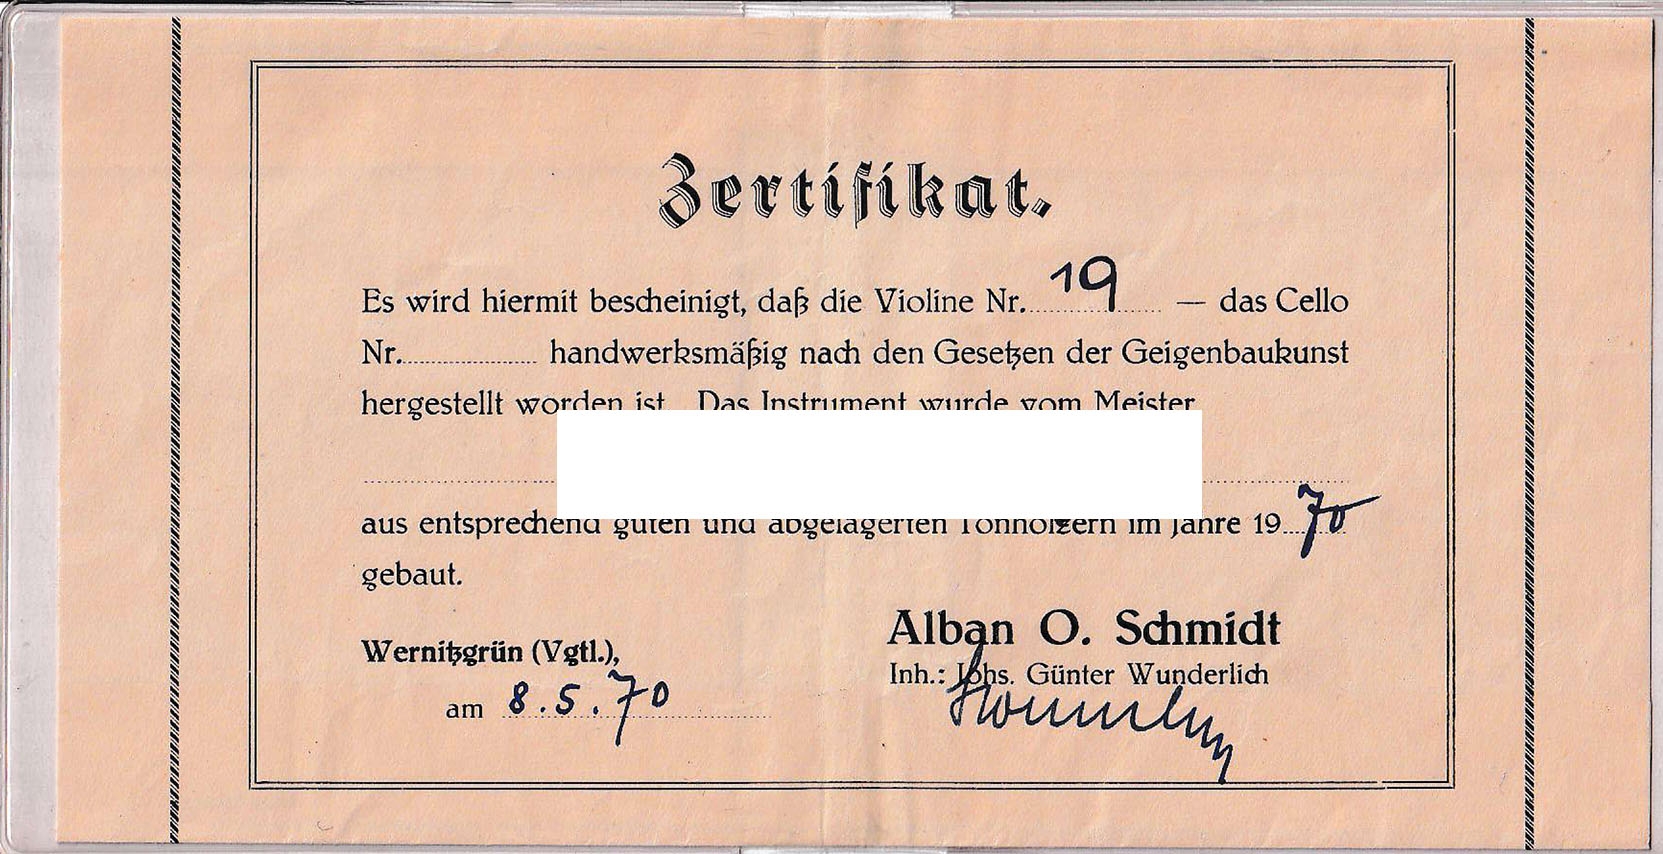 Zertifikat.
Es wird hiermit bescheinigt, daß die Violine Nr. 19 — das Cello
Nr. handwerksmäßig nach den Gesetzen der Geigenbaukunst
hergestellt worden ist. Das Instrument wurde vom Meister
aus entsprechend guten und abgelagerten Tonhölzern im Jahre 1970
gebaut.
Alban O. Schmidt
Wernitzgrün (Vgtl.),
Inh.: Johs. Günter Wunderlich
am 8.5.70